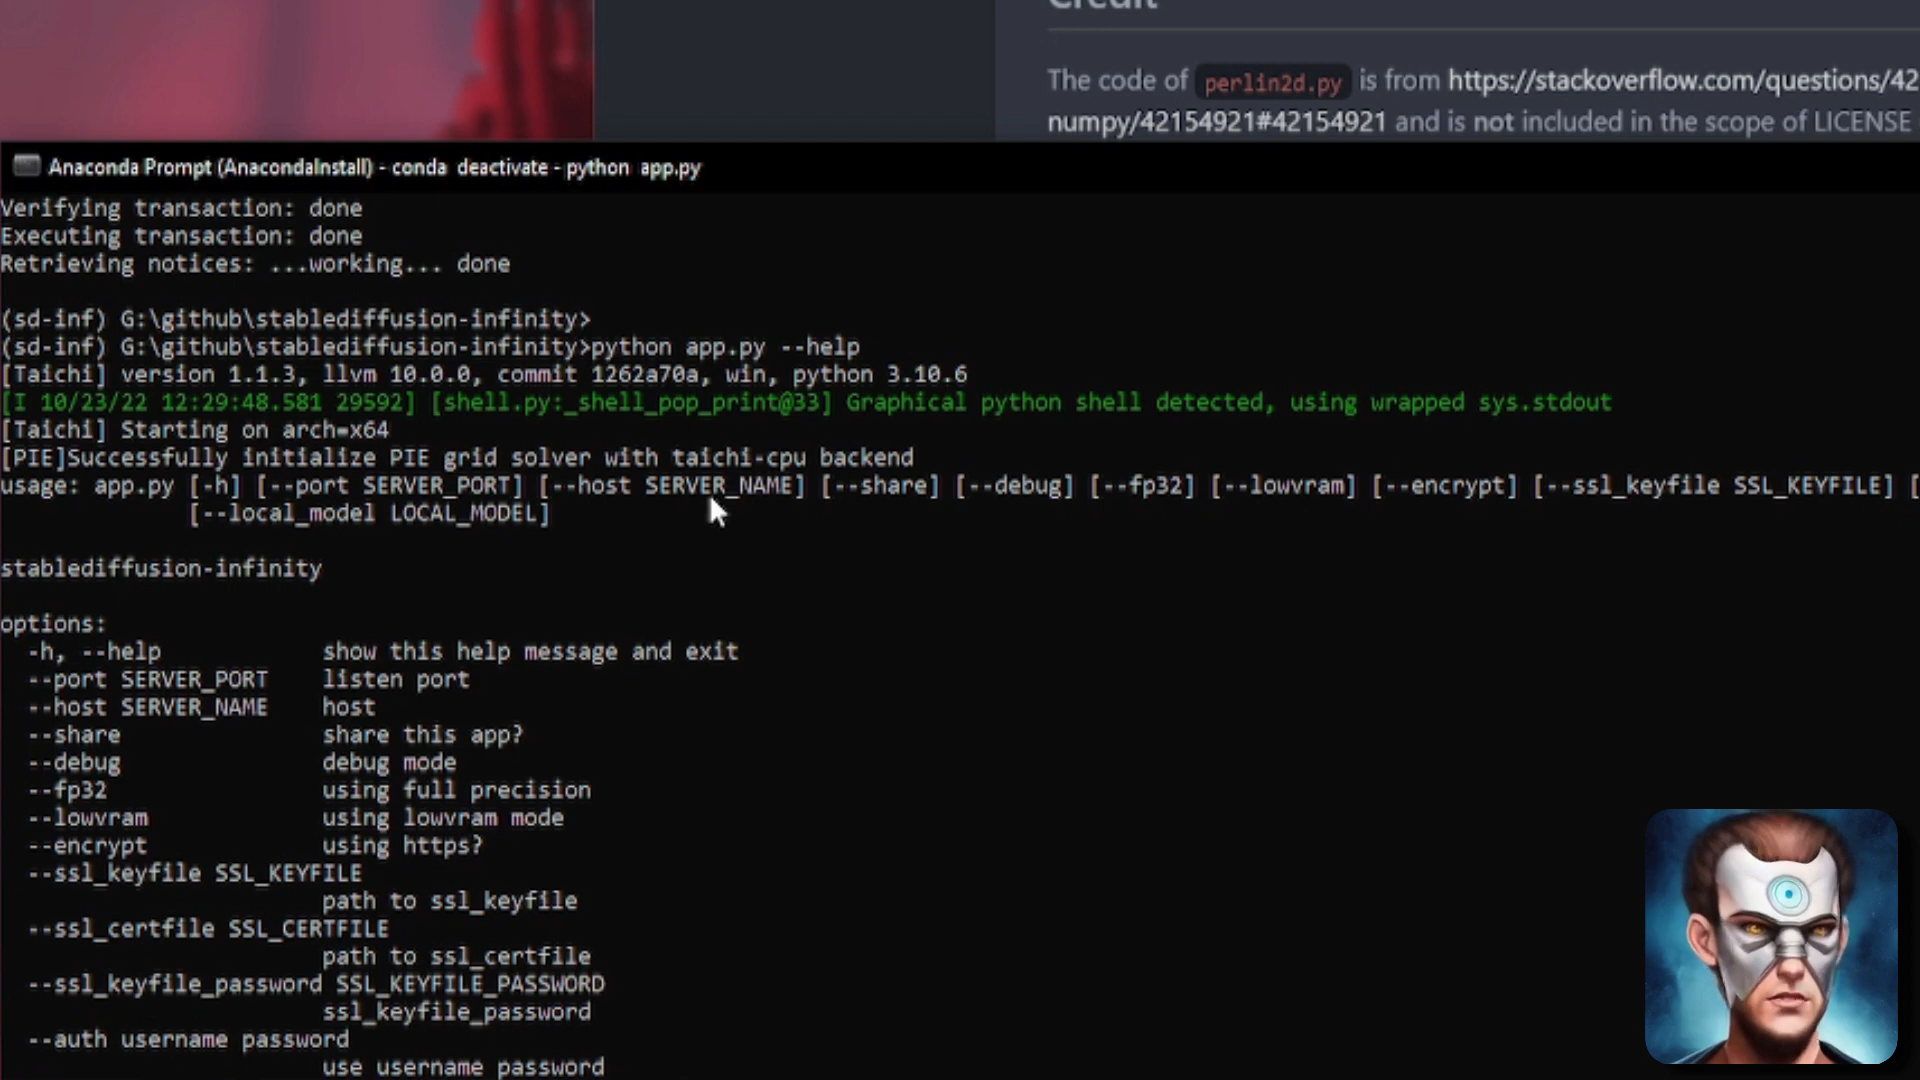 Credit
The code of perlin2d.py is from https://stackoverflow.com/questions/42
numpy/42154921#42154921 and is not included in the scope of LICENSE
Anaconda Prompt (AnacondaInstall) - conda  deactivate - python  app.py
Verifying transaction: done
Executing transaction: done
Retrieving notices: ...working... done
(sd-inf) G:\github\stablediffusion-infinity>
(sd-inf) G:\github\stablediffusion-infinity>python app.py --help
[Taichi] version 1.1.3, llvm 10.0.0, commit 1262a70a, win, python 3.10.6
[I 10/23/22 12:29:48.581 29592] [shell.py:_shell_pop_print@33] Graphical python shell detected, using wrapped sys.stdout
[Taichi] Starting on arch=x64
[PIE]Successfully initialize PIE grid solver with taichi-cpu backend
usage: app.py [-h] [--port SERVER_PORT] [--host SERVER_NAME] [--share] [--debug] [--fp32] [--lowvram] [--encrypt] [--ssl_keyfile SSL_KEYFILE] [
[--local_model LOCAL_MODEL]
stablediffusion-infinity
options:
-h, --help            show this help message and exit
--port SERVER_PORT    listen port
--host SERVER_NAME    host
--share               share this app?
--debug               debug mode
--fp32                using full precision
--lowvram             using lowvram mode
--encrypt             using https?
--ssl_keyfile SSL_KEYFILE
path to ssl_keyfile
--ssl_certfile SSL_CERTFILE
path to ssl_certfile
--ssl_keyfile_password SSL_KEYFILE_PASSWORD
ssl_keyfile_password
--auth username password
use username password